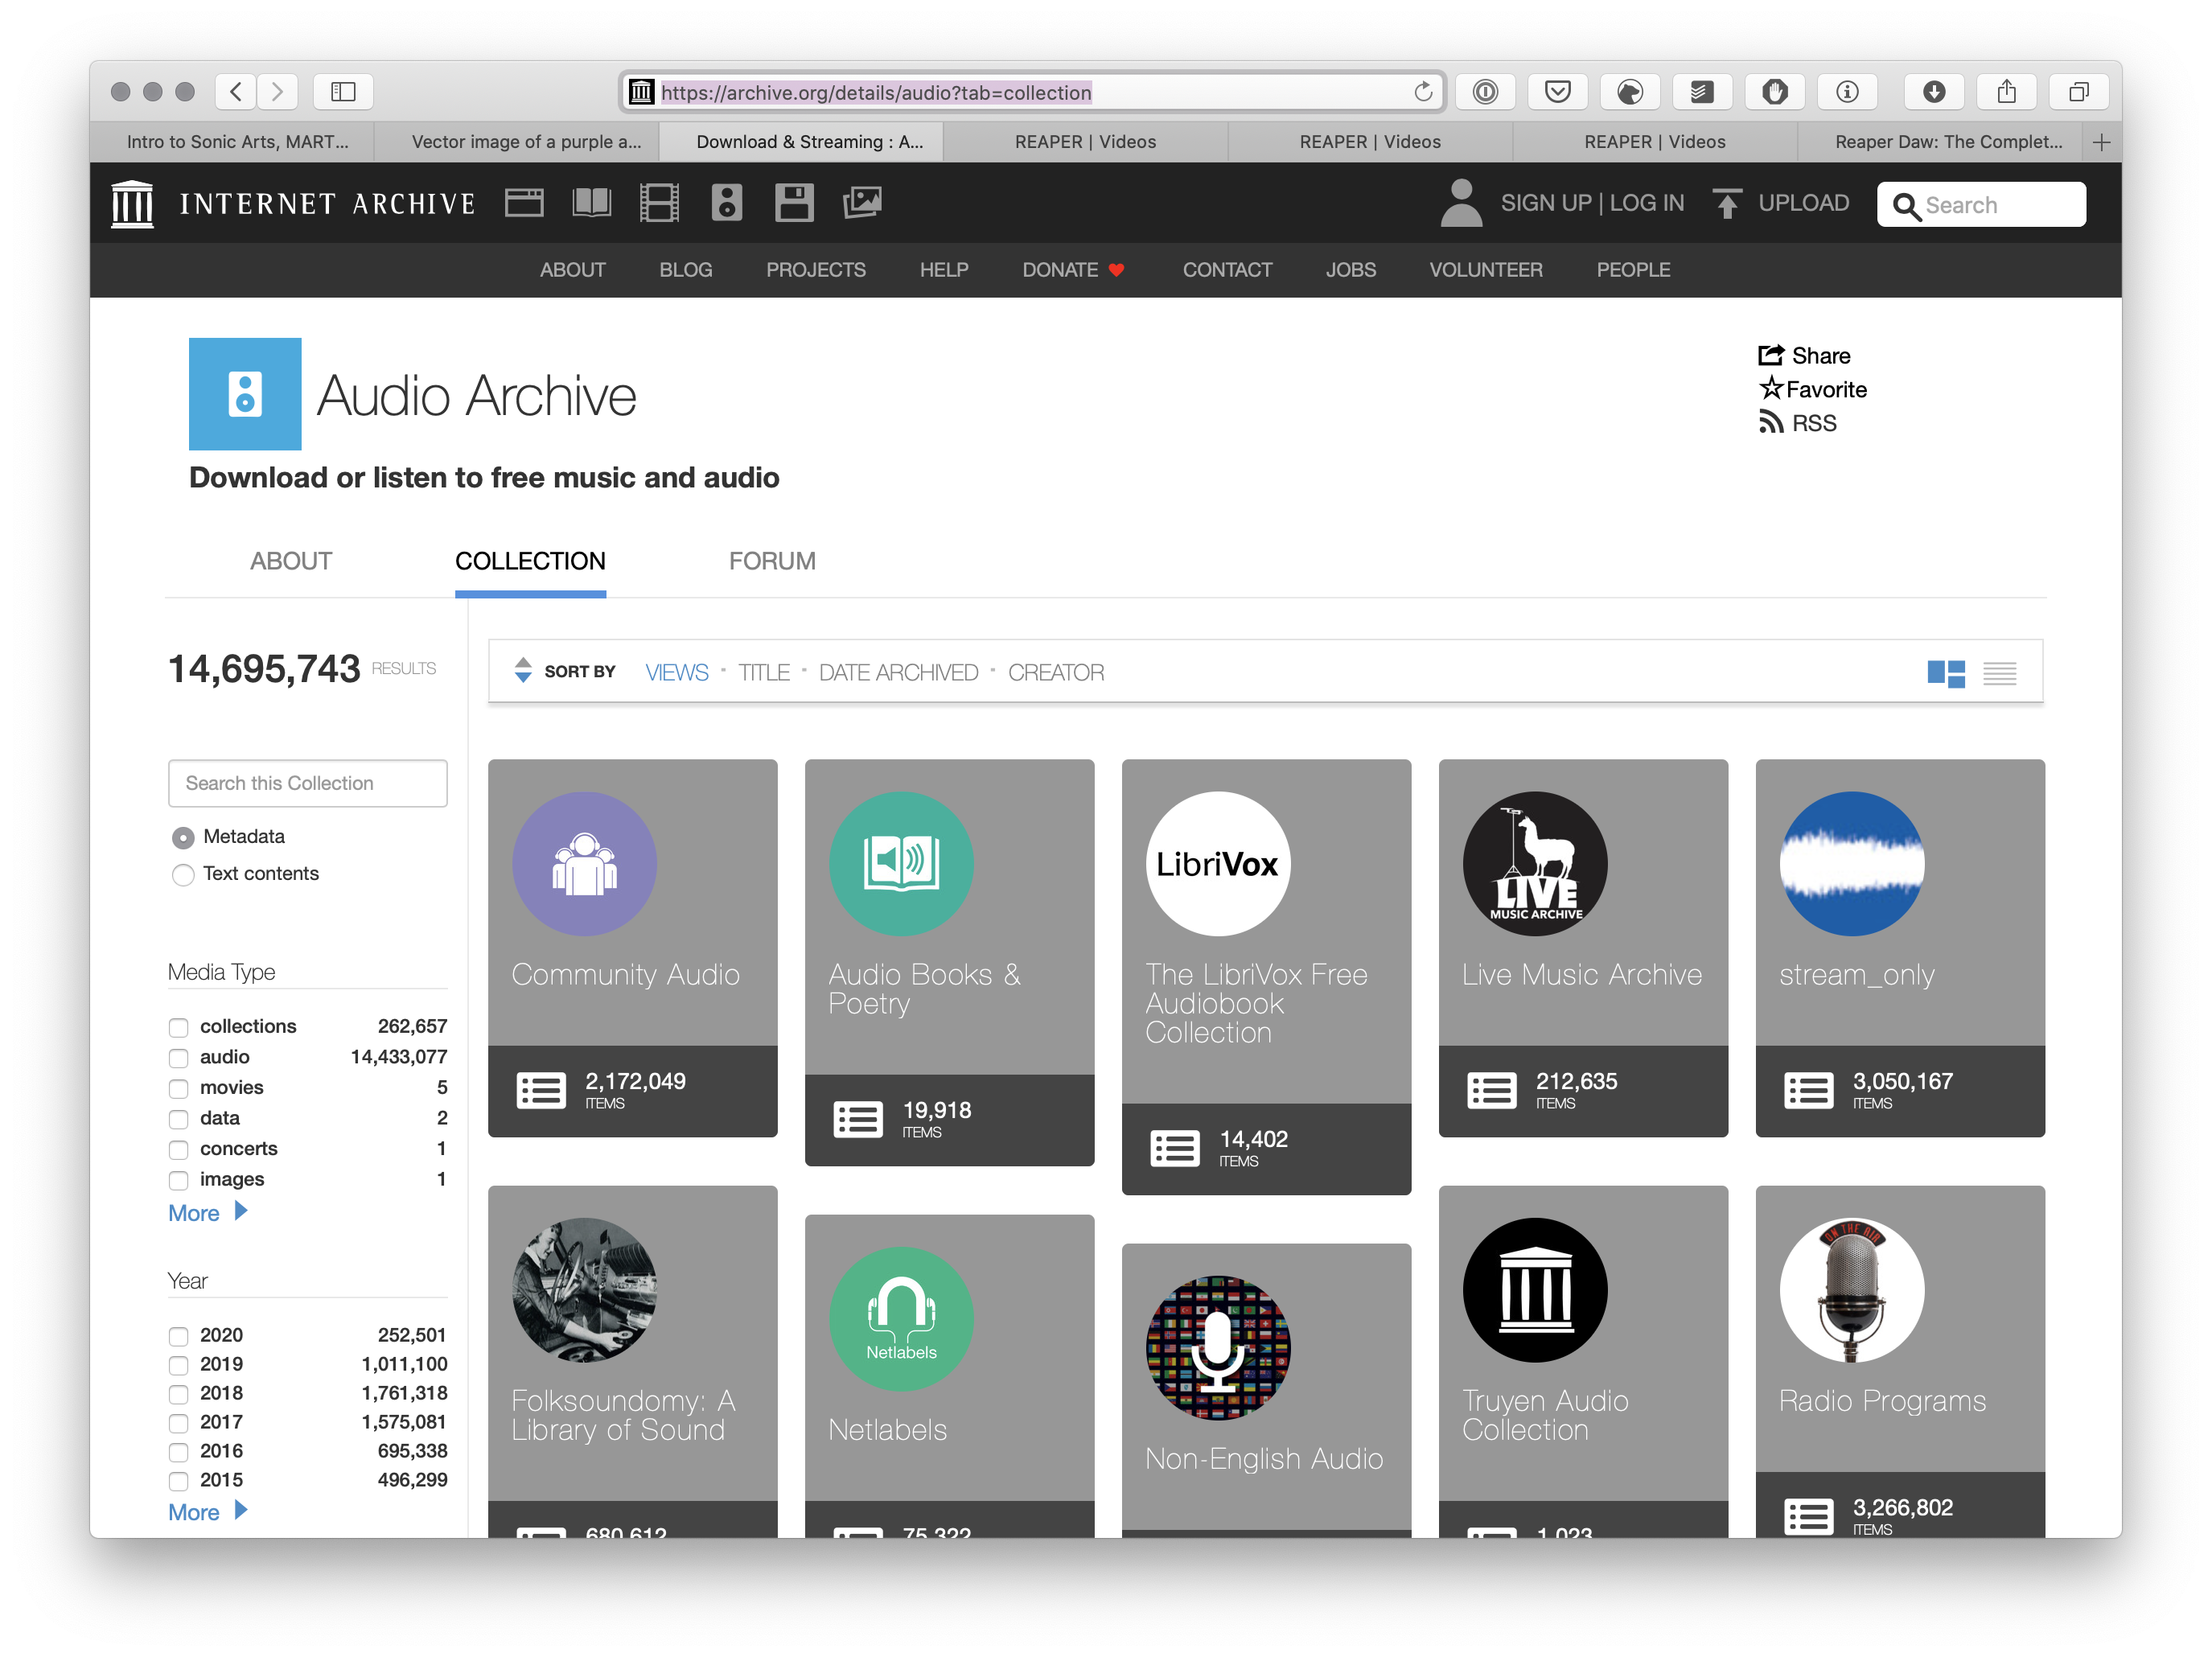 https://archive.org/details/audio?tab=collection
Intro to Sonic Arts, MART...
Vector image of a purple a...
Download & Streaming : A...
REAPER | Videos
REAPER | Videos
REAPER | Videos
Reaper Daw: The Complet...
INTERNET ARCHIVE
SIGN UP | LOG IN
UPLOAD
Search
ABOUT
BLOG
PROJECTS
HELP
DONATE
CONTACT
JOBS
VOLUNTEER
PEOPLE
Audio Archive
Share
Favorite
RSS
Download or listen to free music and audio
ABOUT
COLLECTION
FORUM
14,695,743 RESULTS
SORT BY VIEWS · TITLE · DATE ARCHIVED · CREATOR
Search this Collection
Metadata
Text contents
Media Type
collections 262,657
audio 14,433,077
movies 5
data 2
concerts 1
images 1
More
Year
2020 252,501
2019 1,011,100
2018 1,761,318
2017 1,575,081
2016 695,338
2015 496,299
More
Community Audio
2,172,049
ITEMS
Audio Books &
Poetry
19,918
ITEMS
LibriVox
The LibriVox Free
Audiobook
Collection
14,402
ITEMS
LIVE
MUSIC ARCHIVE
Live Music Archive
212,635
ITEMS
stream_only
3,050,167
ITEMS
Folksoundomy: A
Library of Sound
680,612
Netlabels
Netlabels
75,322
Non-English Audio
Truyen Audio
Collection
1,023
ON THE AIR
Radio Programs
3,266,802
ITEMS